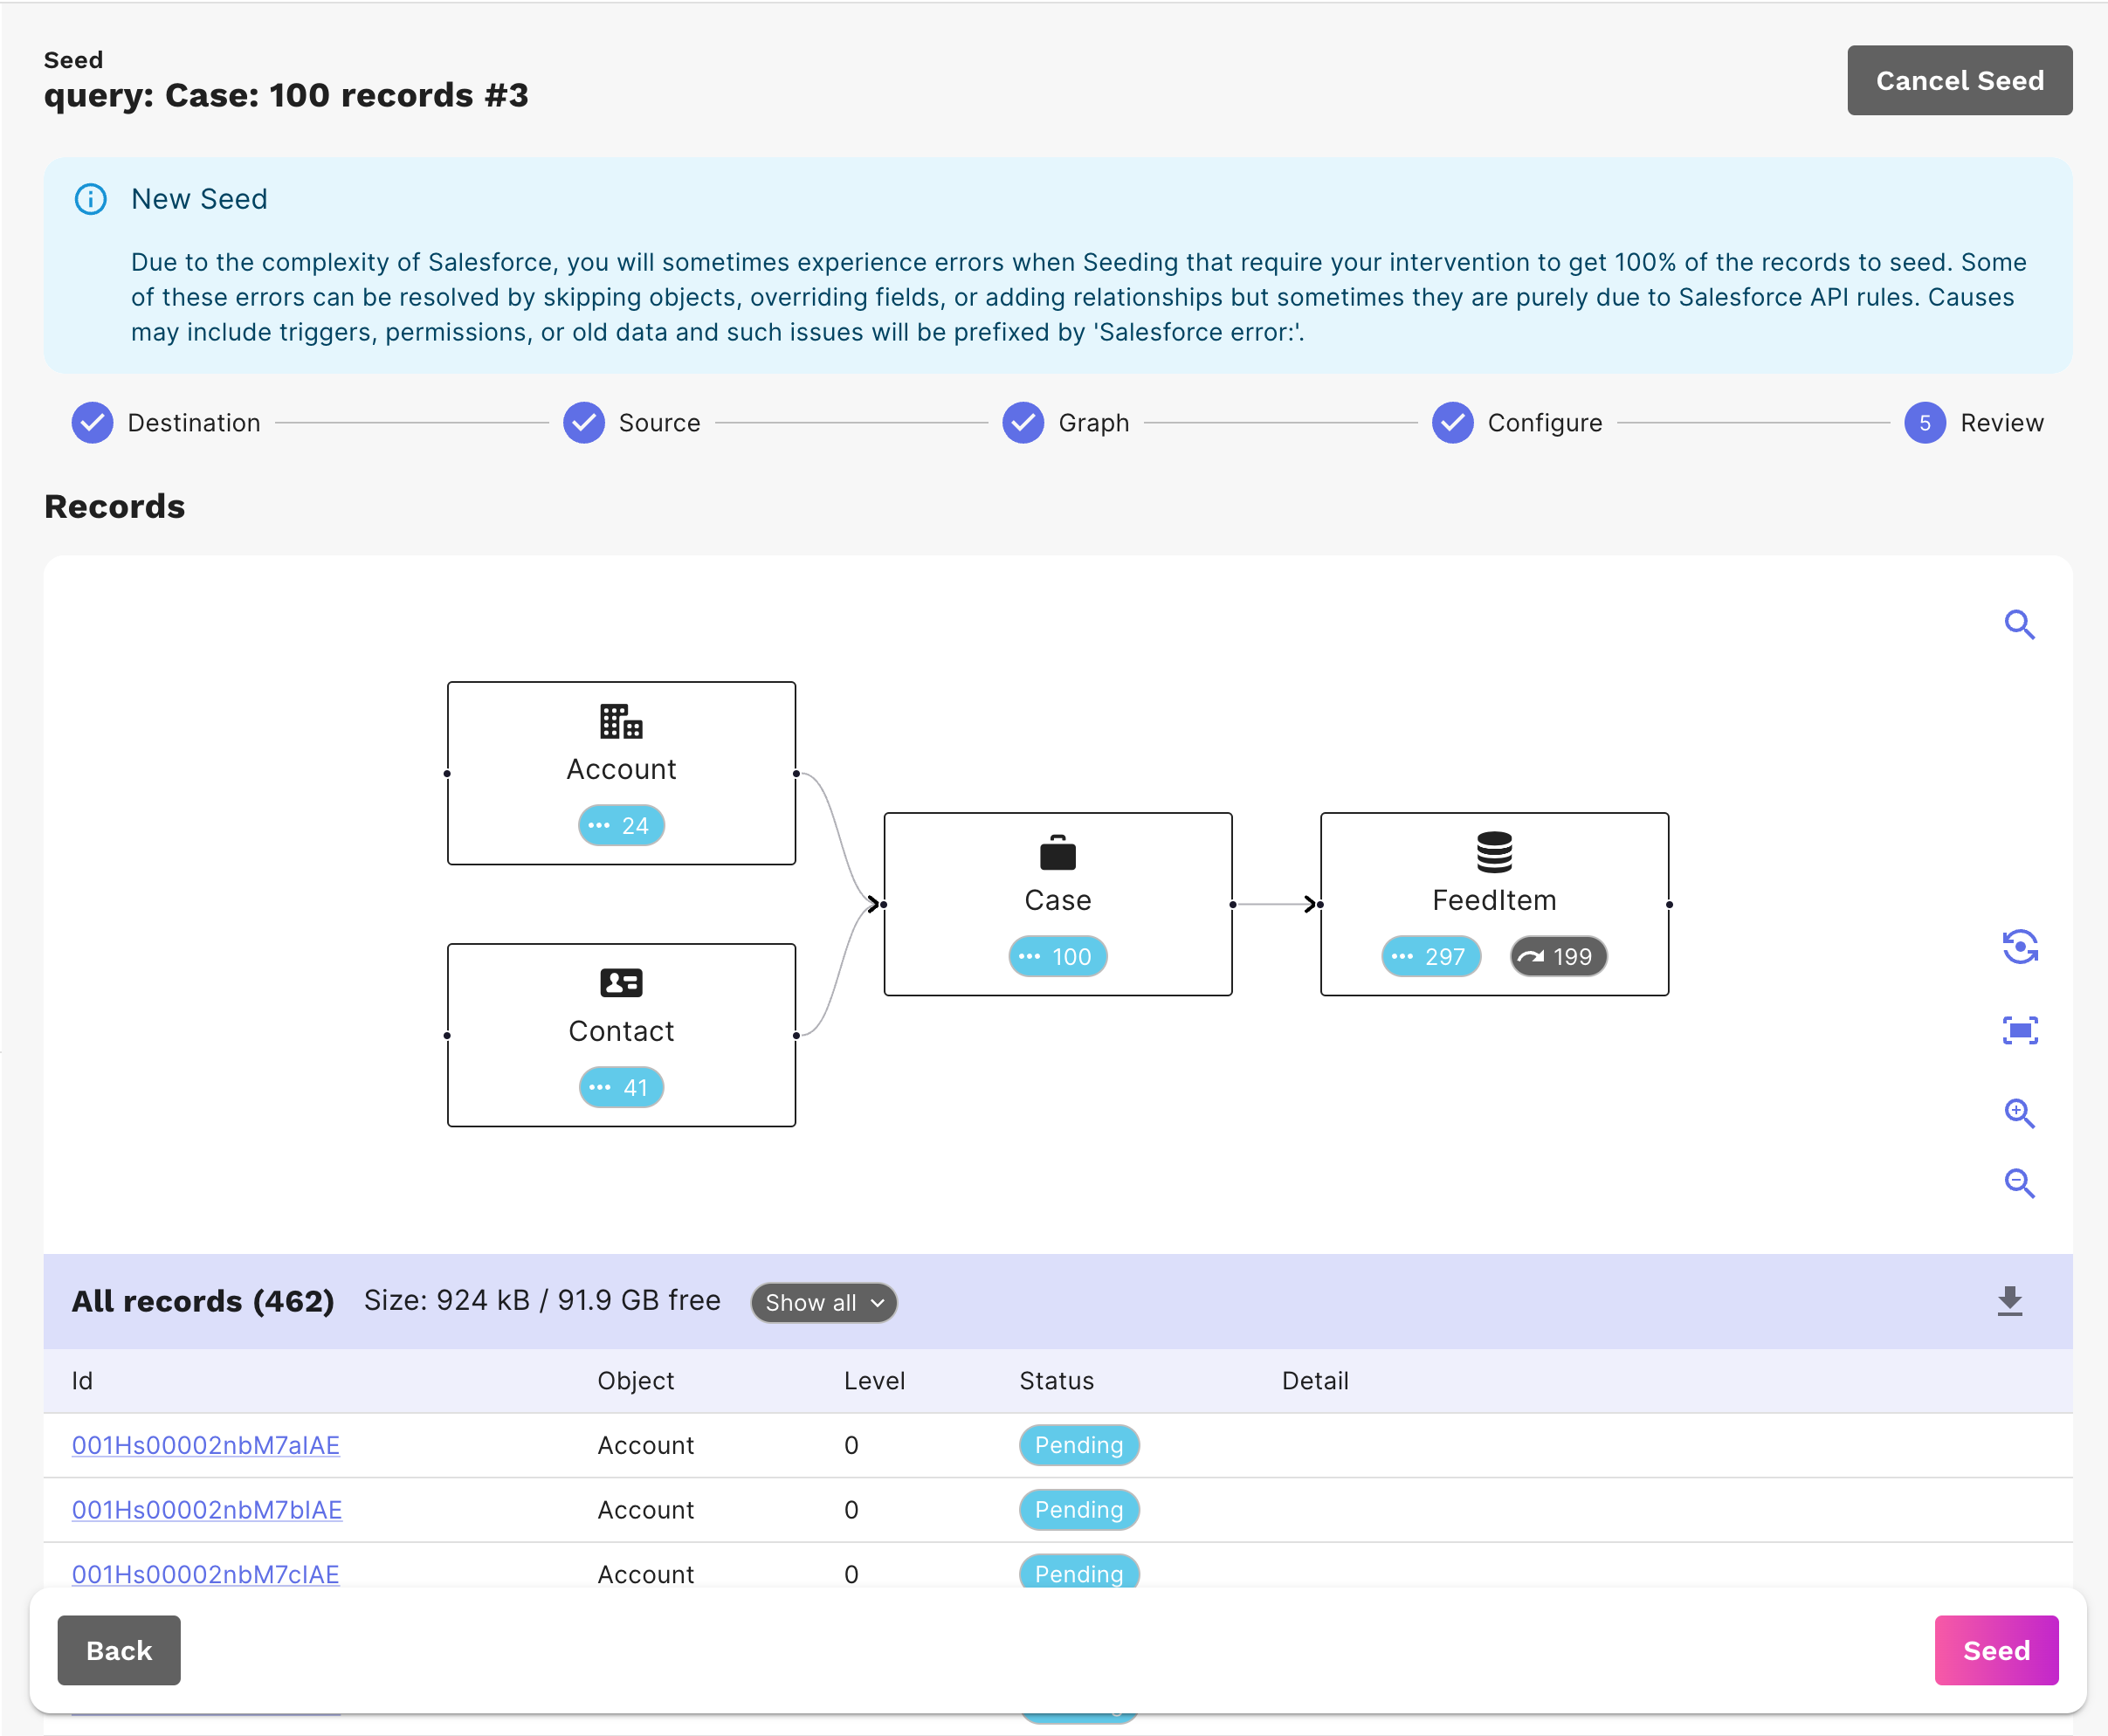 Seed
query: Case: 100 records #3
Cancel Seed
New Seed
Due to the complexity of Salesforce, you will sometimes experience errors when Seeding that require your intervention to get 100% of the records to seed. Some
of these errors can be resolved by skipping objects, overriding fields, or adding relationships but sometimes they are purely due to Salesforce API rules. Causes
may include triggers, permissions, or old data and such issues will be prefixed by 'Salesforce error:'.
Destination
Source
Graph
Configure
5 Review
Records
Account
24
Contact
41
Case
100
FeedItem
297 199
All records (462) Size: 924 kB / 91.9 GB free Show all
Id Object Level Status Detail
001Hs00002nbM7aIAE Account 0 Pending
001Hs00002nbM7bIAE Account 0 Pending
001Hs00002nbM7cIAE Account 0 Pending
Back
Seed